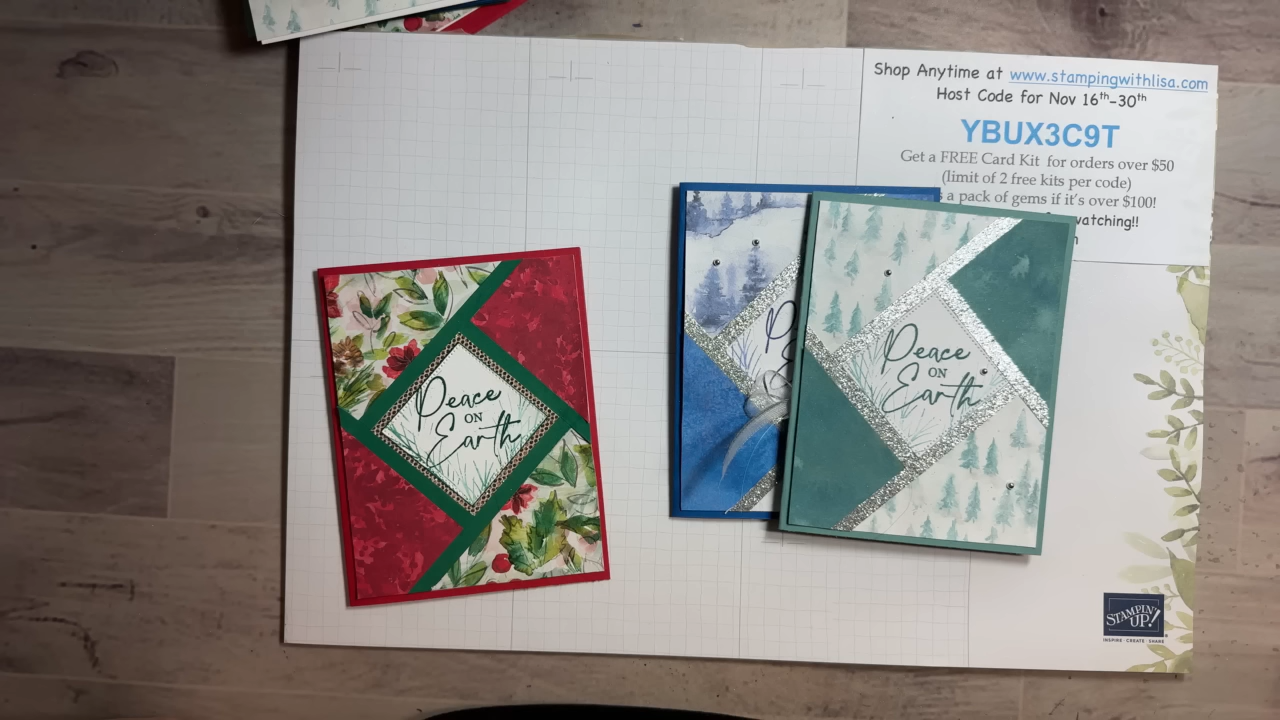 Shop Anytime at www.stampingwithlisa.com
Host Code for Nov 16th-30th
YBUX3C9T
Get a FREE Card Kit for orders over $50
(limit of 2 free kits per code)
a pack of gems if it's over $100!
watching!!
Peace
ON
Earth
Peace
ON
Earth
STAMPIN' UP!
INSPIRE · CREATE · SHARE